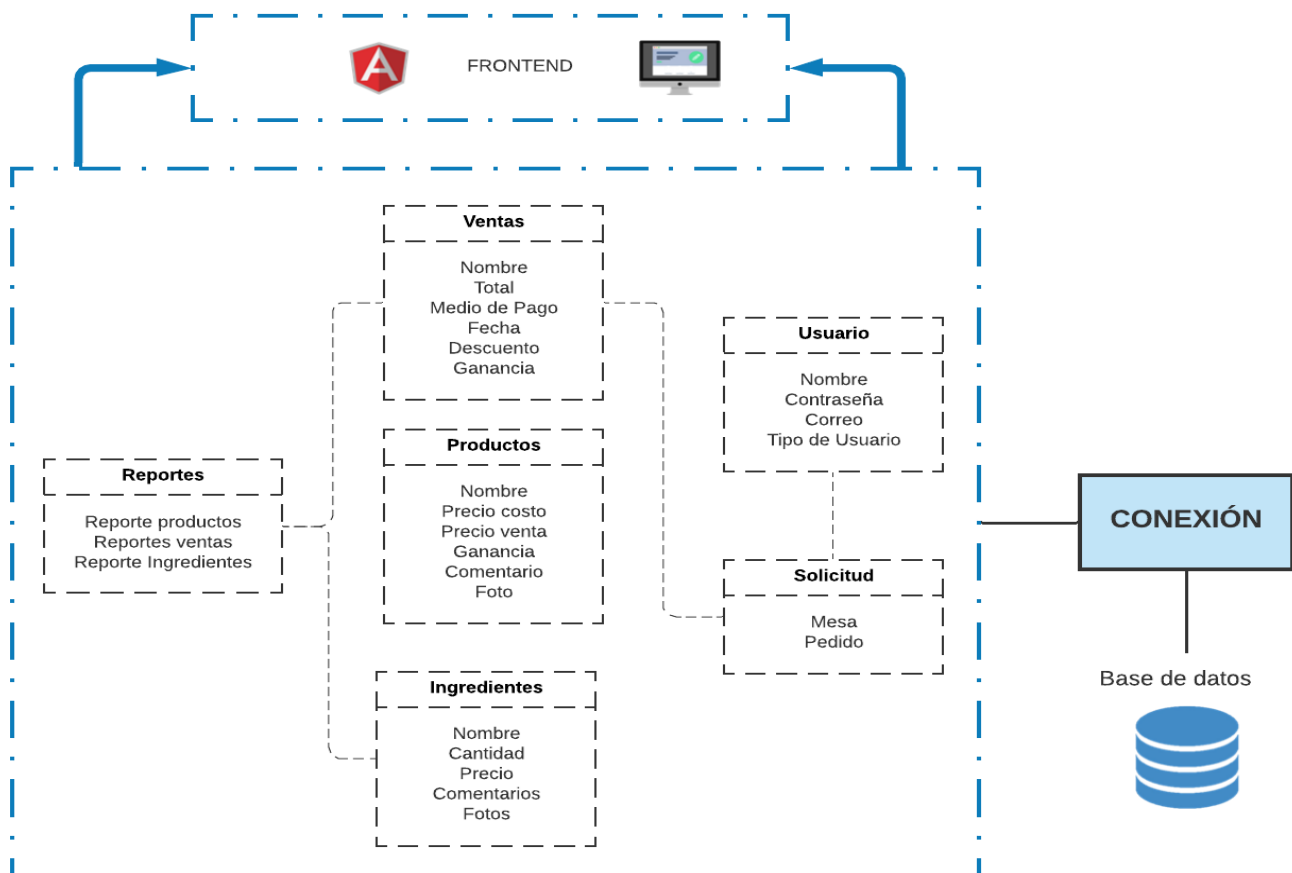 FRONTEND
Ventas
Nombre
Total
Medio de Pago
Fecha
Descuento
Ganancia
Usuario
Nombre
Contraseña
Correo
Tipo de Usuario
Productos
Nombre
Precio costo
Precio venta
Ganancia
Comentario
Foto
Reportes
Reporte productos
Reportes ventas
Reporte Ingredientes
Solicitud
Mesa
Pedido
Ingredientes
Nombre
Cantidad
Precio
Comentarios
Fotos
CONEXIÓN
Base de datos